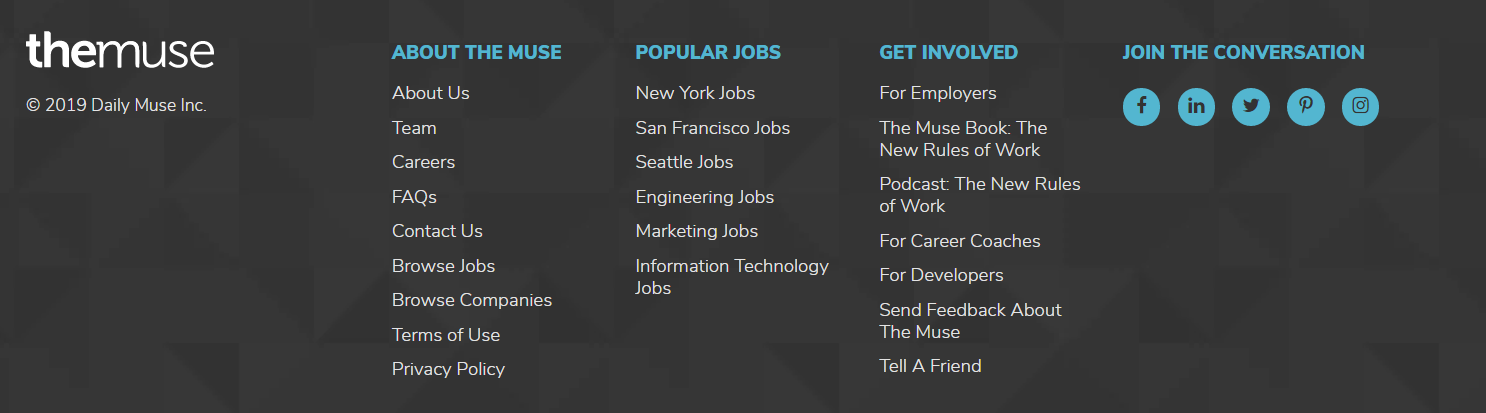 themuse
© 2019 Daily Muse Inc.
ABOUT THE MUSE
About Us
Team
Careers
FAQs
Contact Us
Browse Jobs
Browse Companies
Terms of Use
Privacy Policy
POPULAR JOBS
New York Jobs
San Francisco Jobs
Seattle Jobs
Engineering Jobs
Marketing Jobs
Information Technology
Jobs
GET INVOLVED
For Employers
The Muse Book: The
New Rules of Work
Podcast: The New Rules
of Work
For Career Coaches
For Developers
Send Feedback About
The Muse
Tell A Friend
JOIN THE CONVERSATION